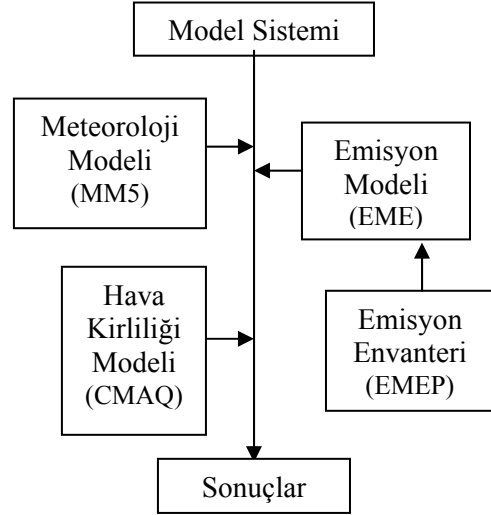 Model Sistemi
Meteoroloji
Modeli
(MM5)
Emisyon
Modeli
(EME)
Hava
Kirliliği
Modeli
(CMAQ)
Emisyon
Envanteri
(EMEP)
Sonuçlar